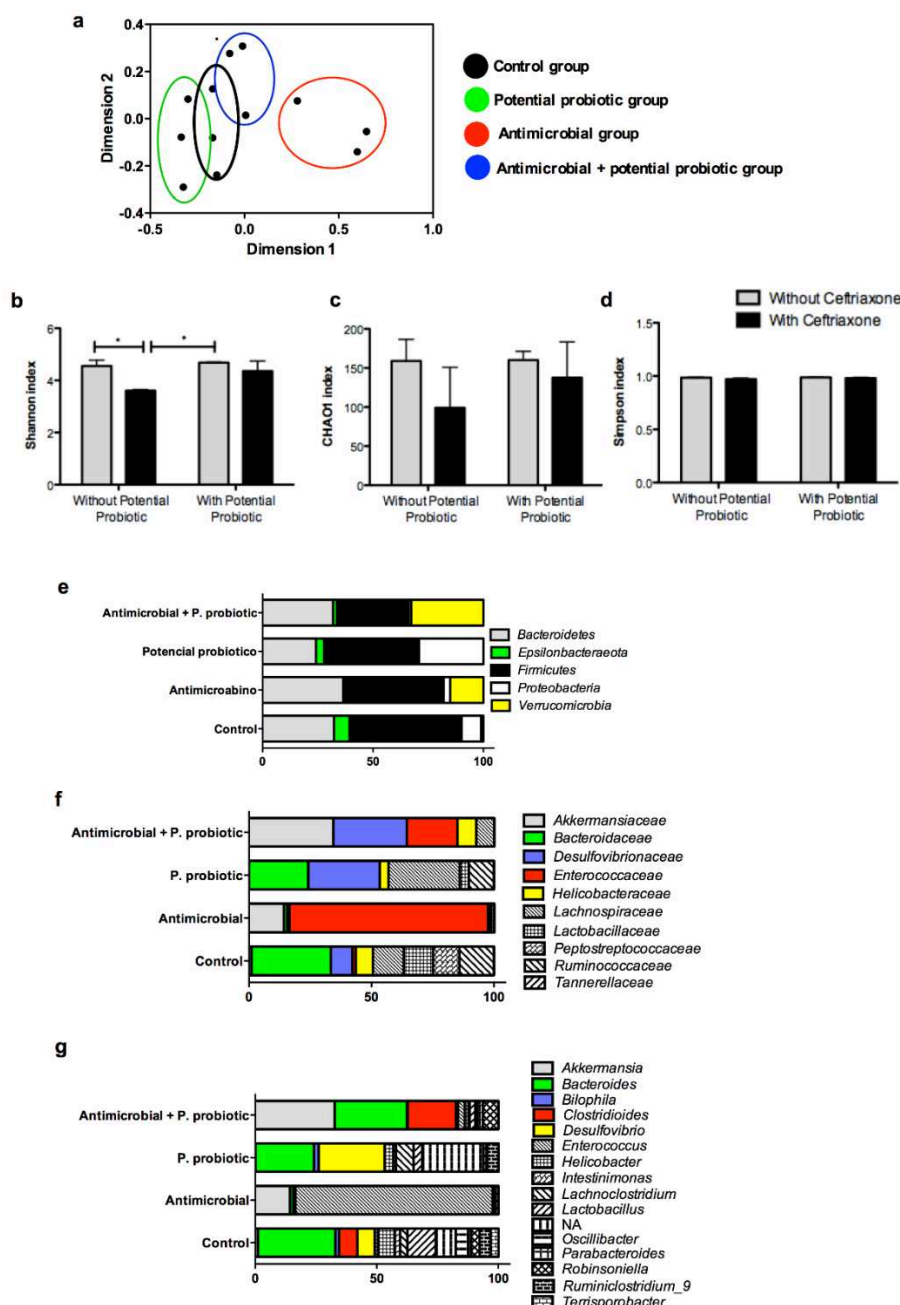 a
0.4
0.2
0.0
-0.2
-0.4
Dimension 2
-0.5
0.0
0.5
1.0
Dimension 1
Control group
Potential probiotic group
Antimicrobial group
Antimicrobial + potential probiotic group
b
Shannon index
6
4
2
0
*
*
Without Potential
Probiotic
With Potential
Probiotic
c
CHAO1 index
200
150
100
50
0
Without Potential
Probiotic
With Potential
Probiotic
d
Without Ceftriaxone
With Ceftriaxone
Simpson index
1.5
1.0
0.5
0.0
Without Potential
Probiotic
With Potential
Probiotic
e
Antimicrobial + P. probiotic
Potencial probiotico
Antimicroabino
Control
0
50
100
Bacteroidetes
Epsilonbacteraeota
Firmicutes
Proteobacteria
Verrucomicrobia
f
Antimicrobial + P. probiotic
P. probiotic
Antimicrobial
Control
0
50
100
Akkermansiaceae
Bacteroidaceae
Desulfovibrionaceae
Enterococcaceae
Helicobacteraceae
Lachnospiraceae
Lactobacillaceae
Peptostreptococcaceae
Ruminococcaceae
Tannerellaceae
g
Antimicrobial + P. probiotic
P. probiotic
Antimicrobial
Control
0
50
100
Akkermansia
Bacteroides
Bilophila
Clostridioides
Desulfovibrio
Enterococcus
Helicobacter
Intestinimonas
Lachnoclostridium
Lactobacillus
NA
Oscillibacter
Parabacteroides
Robinsoniella
Ruminiclostridium_9
Terrisporobacter